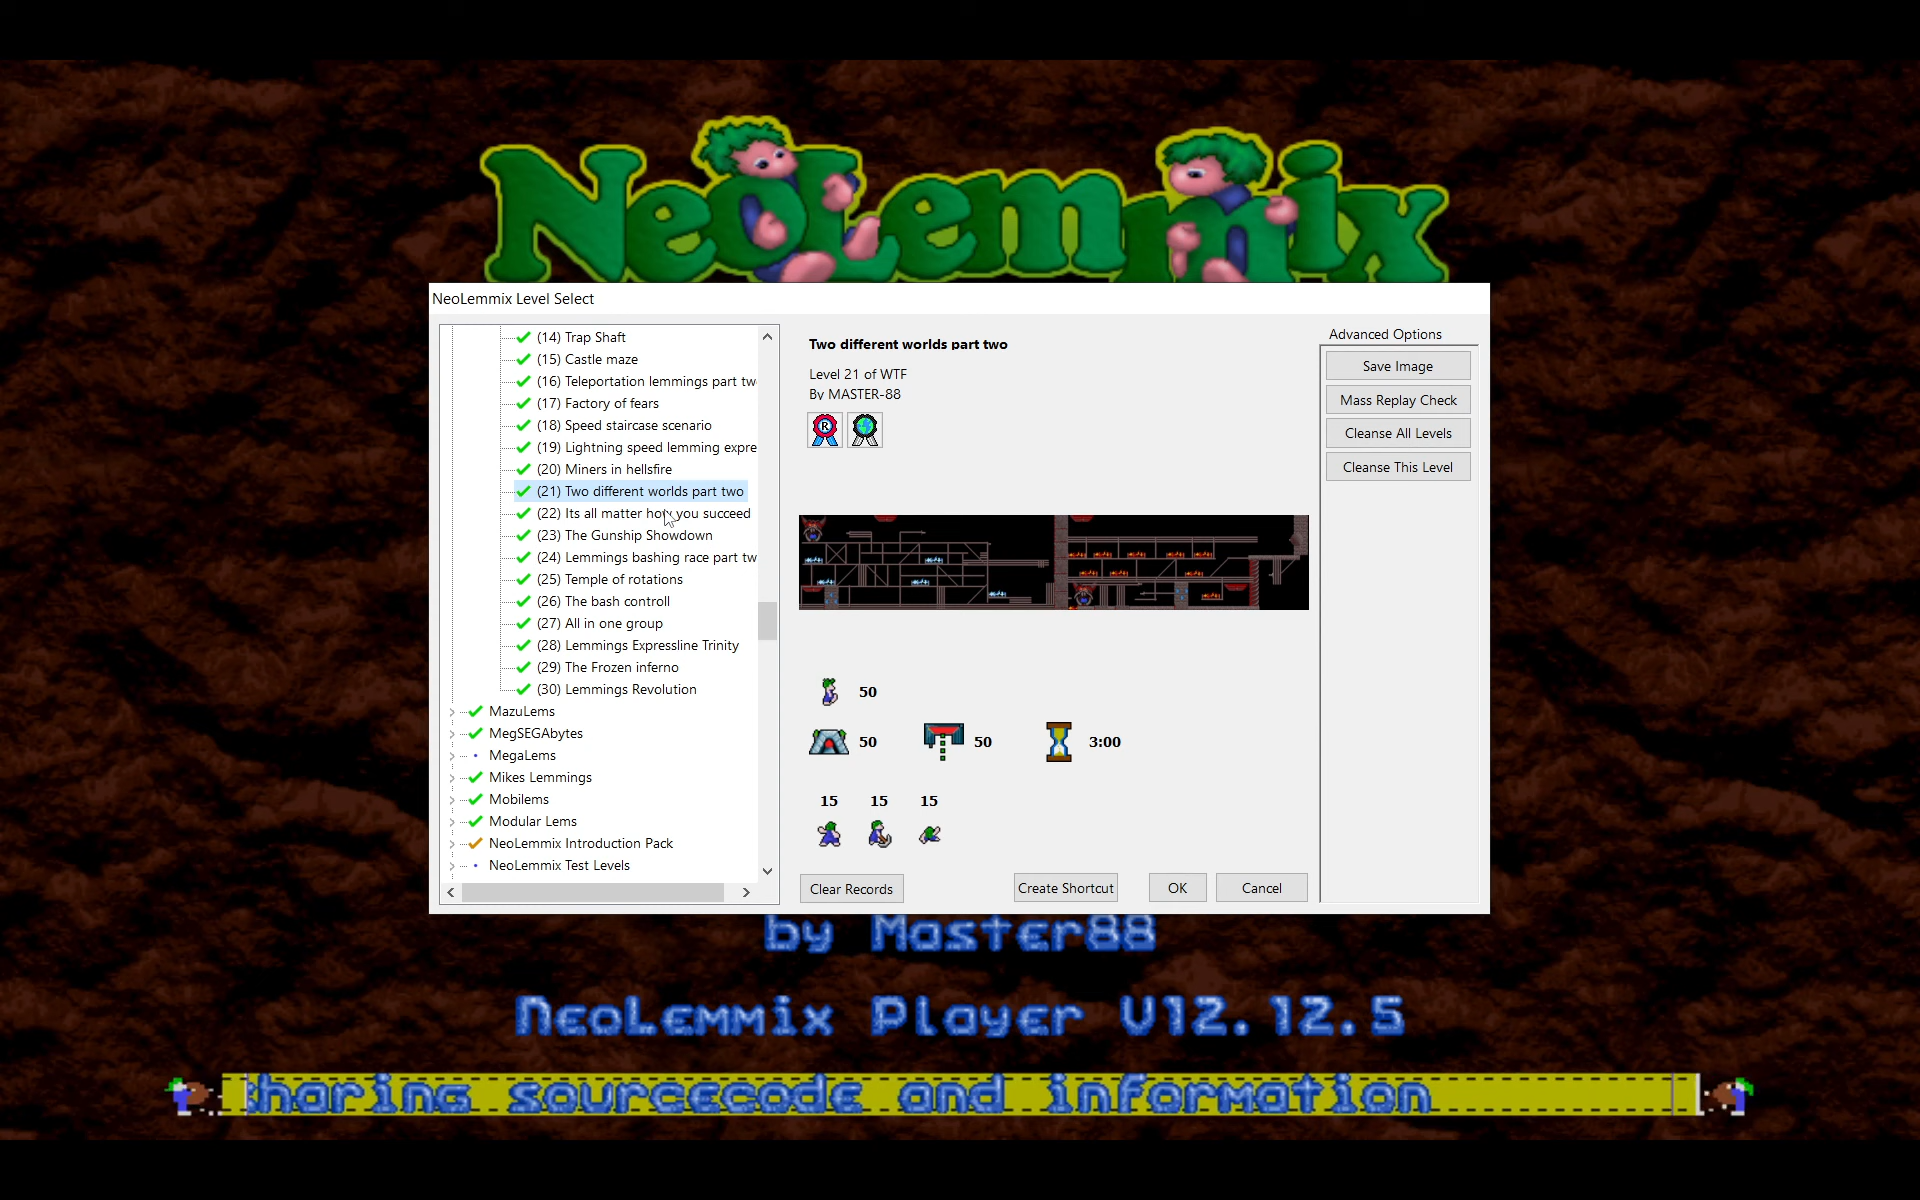 NeoLemmix
NeoLemmix Level Select
(14) Trap Shaft
(15) Castle maze
(16) Teleportation lemmings part tw
(17) Factory of fears
(18) Speed staircase scenario
(19) Lightning speed lemming expre
(20) Miners in hellsfire
(21) Two different worlds part two
(22) Its all matter how you succeed
(23) The Gunship Showdown
(24) Lemmings bashing race part tw
(25) Temple of rotations
(26) The bash controll
(27) All in one group
(28) Lemmings Expressline Trinity
(29) The Frozen inferno
(30) Lemmings Revolution
MazuLems
MegSEGAbytes
MegaLems
Mikes Lemmings
Mobilems
Modular Lems
NeoLemmix Introduction Pack
NeoLemmix Test Levels
Two different worlds part two
Level 21 of WTF
By MASTER-88
R
50
50
50
3:00
15
15
15
Clear Records
Create Shortcut
OK
Cancel
Advanced Options
Save Image
Mass Replay Check
Cleanse All Levels
Cleanse This Level
by Master88
NeoLemmix Player V12.12.5
haring sourcecode and information